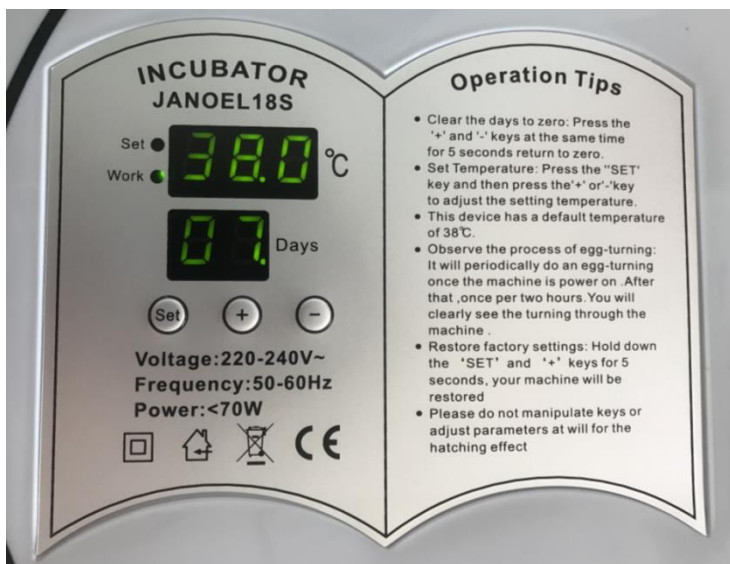 INCUBATOR
JANOEL18S
Set
38.0 °C
Work
07. Days
Set + -
Voltage:220-240V~
Frequency:50-60Hz
Power:<70W
CE
Operation Tips
• Clear the days to zero: Press the
'+' and '-' keys at the same time
for 5 seconds return to zero.
• Set Temperature: Press the "SET'
key and then press the'+' or'-'key
to adjust the setting temperature.
• This device has a default temperature
of 38℃.
• Observe the process of egg-turning:
It will periodically do an egg-turning
once the machine is power on .After
that ,once per two hours.You will
clearly see the turning through the
machine .
• Restore factory settings: Hold down
the 'SET' and '+' keys for 5
seconds, your machine will be
restored
• Please do not manipulate keys or
adjust parameters at will for the
hatching effect